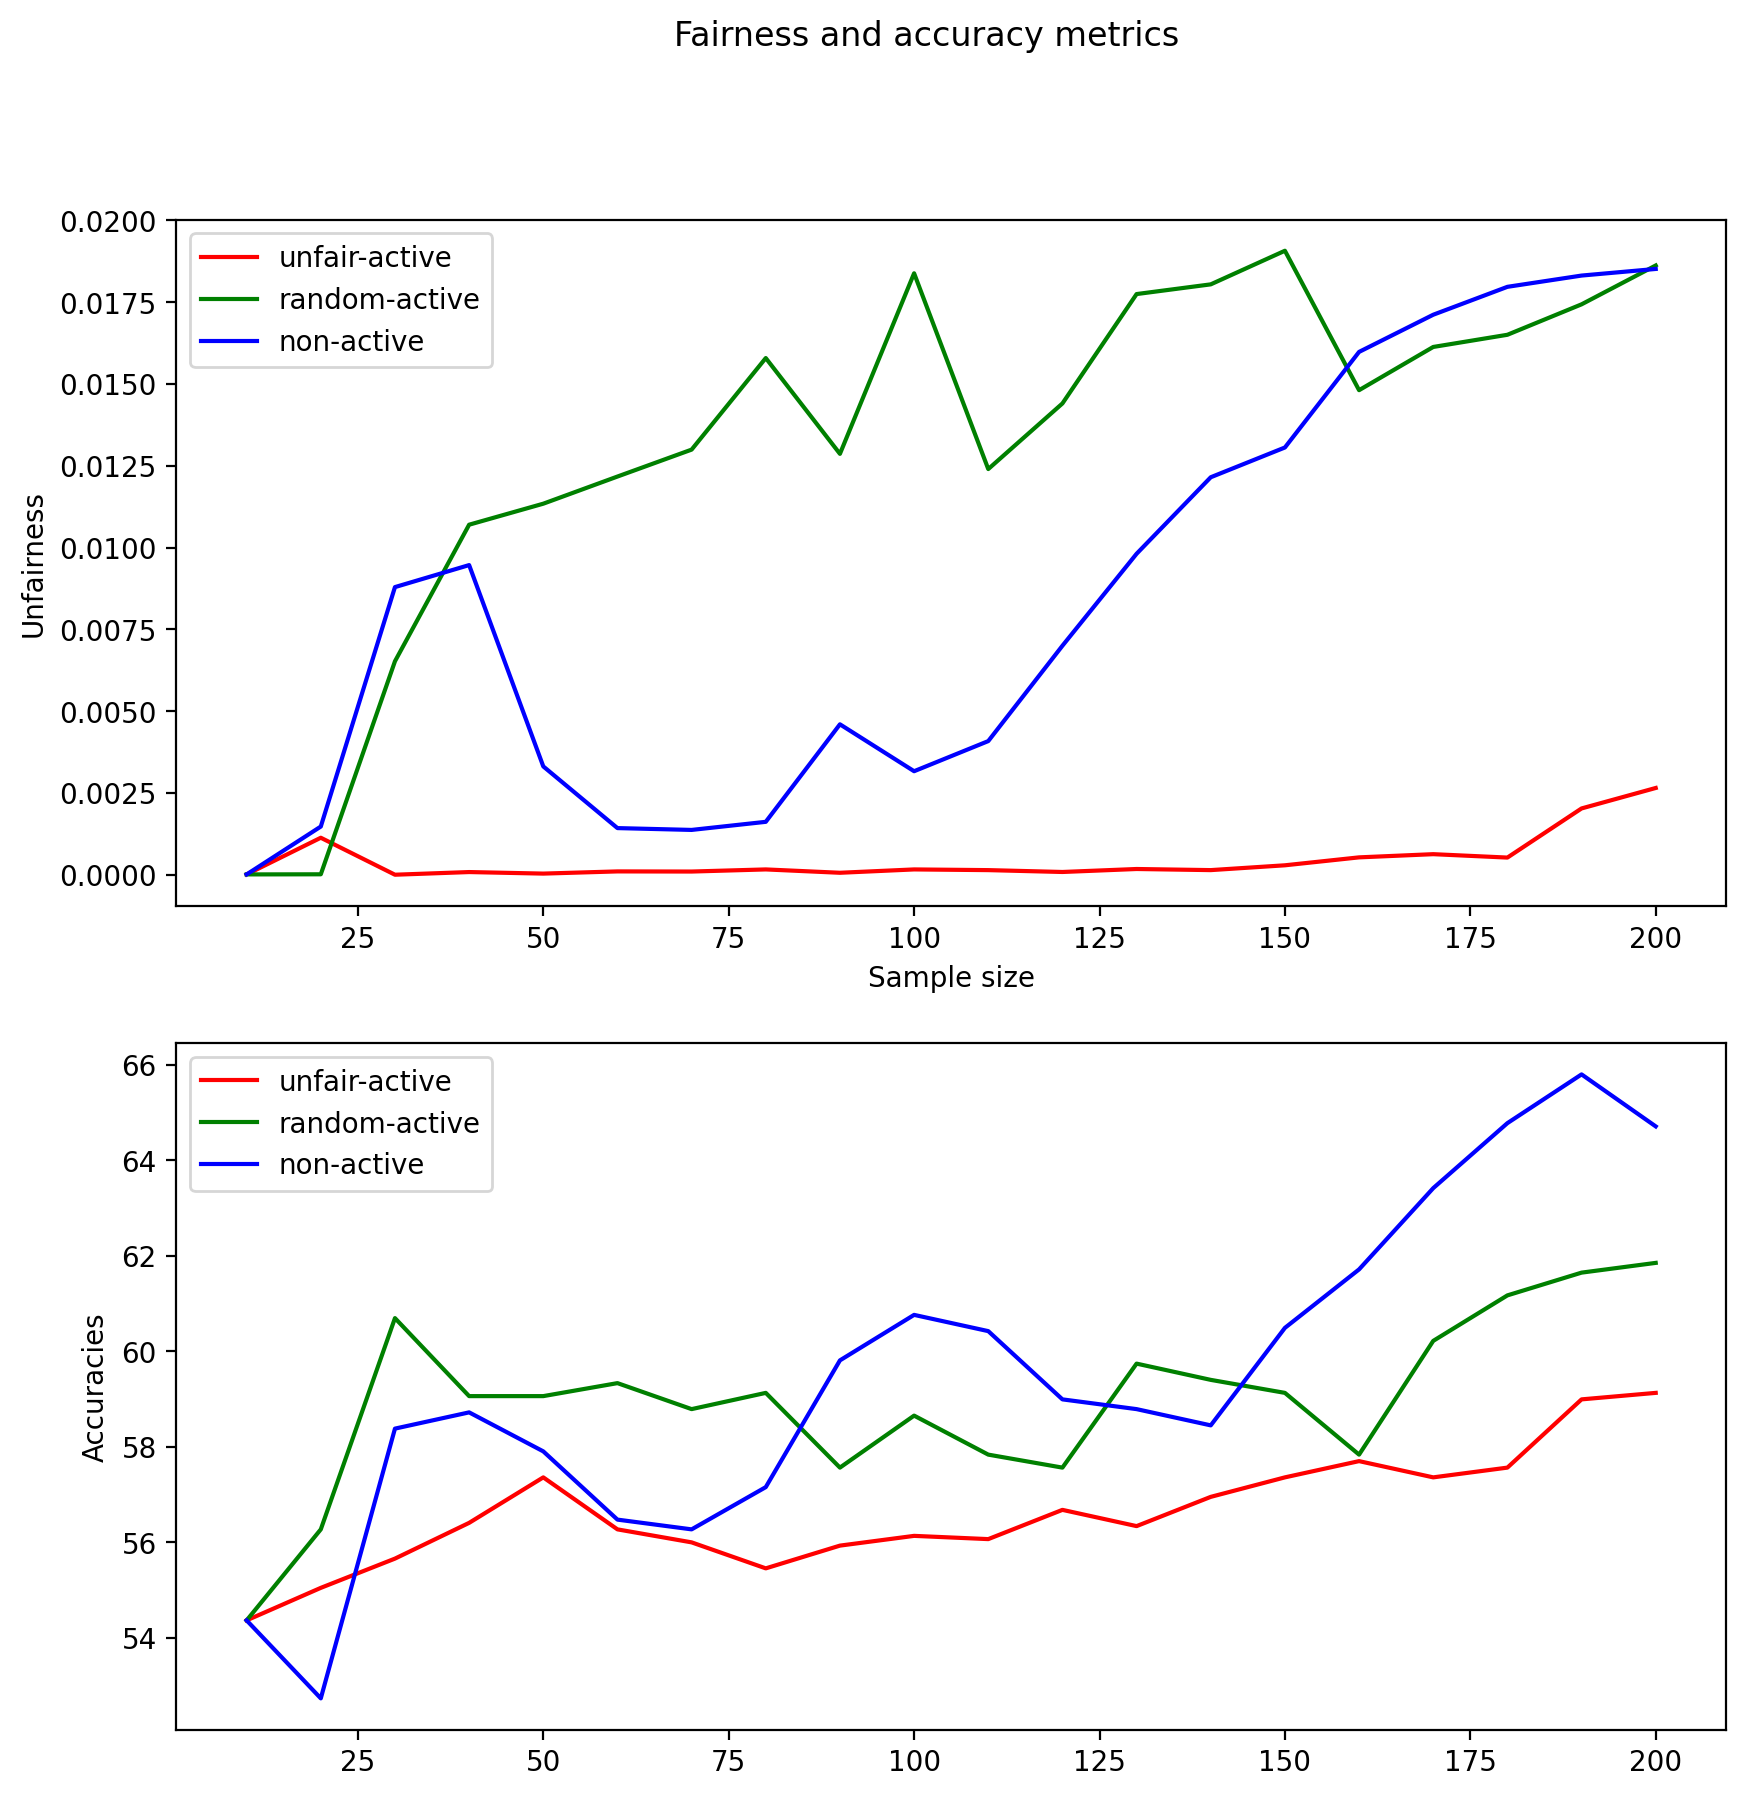 Fairness and accuracy metrics
0.0200
0.0175
0.0150
0.0125
0.0100
0.0075
0.0050
0.0025
0.0000
Unfairness
unfair-active
random-active
non-active
25 50 75 100 125 150 175 200
Sample size
66
64
62
60
58
56
54
Accuracies
unfair-active
random-active
non-active
25 50 75 100 125 150 175 200